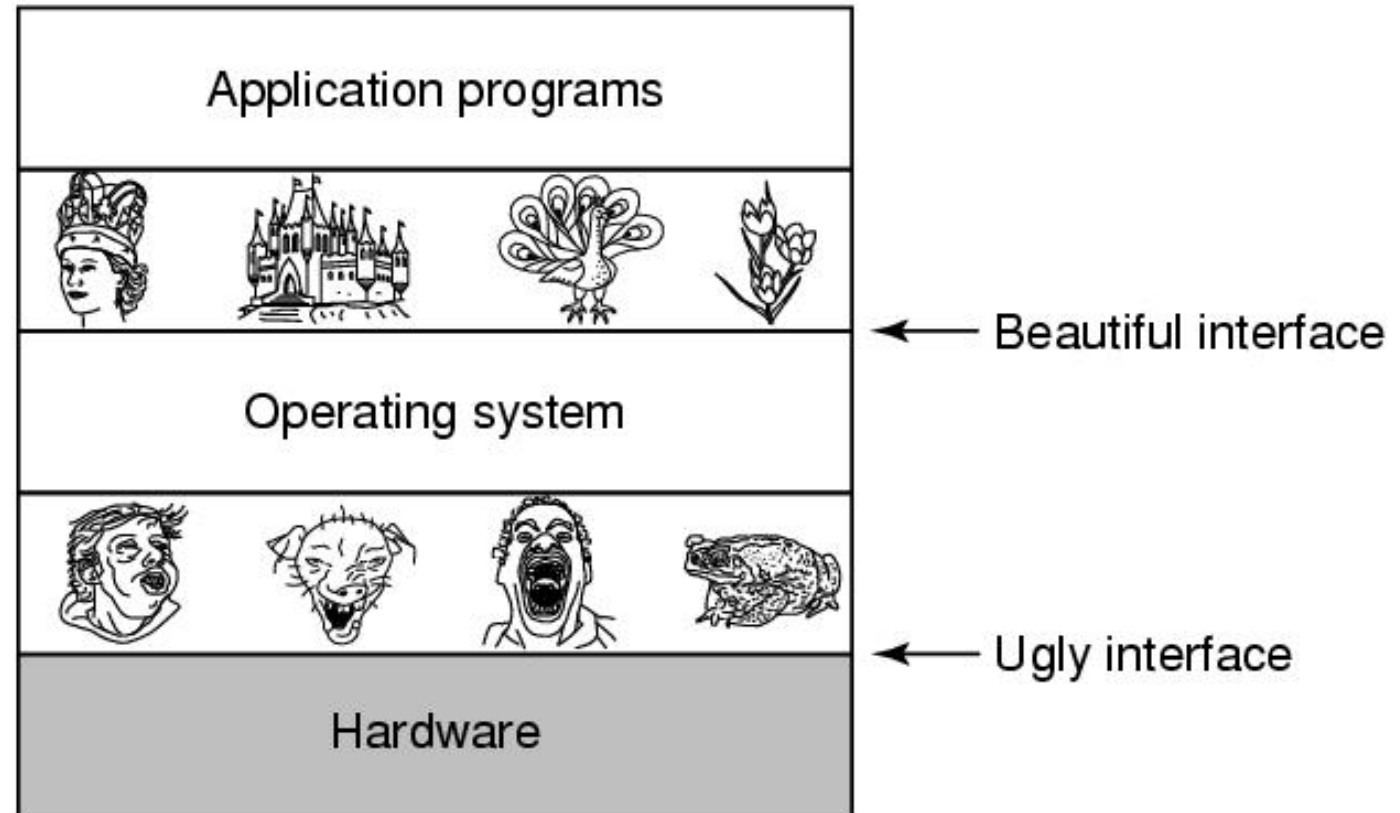 Application programs
Beautiful interface
Operating system
Ugly interface
Hardware